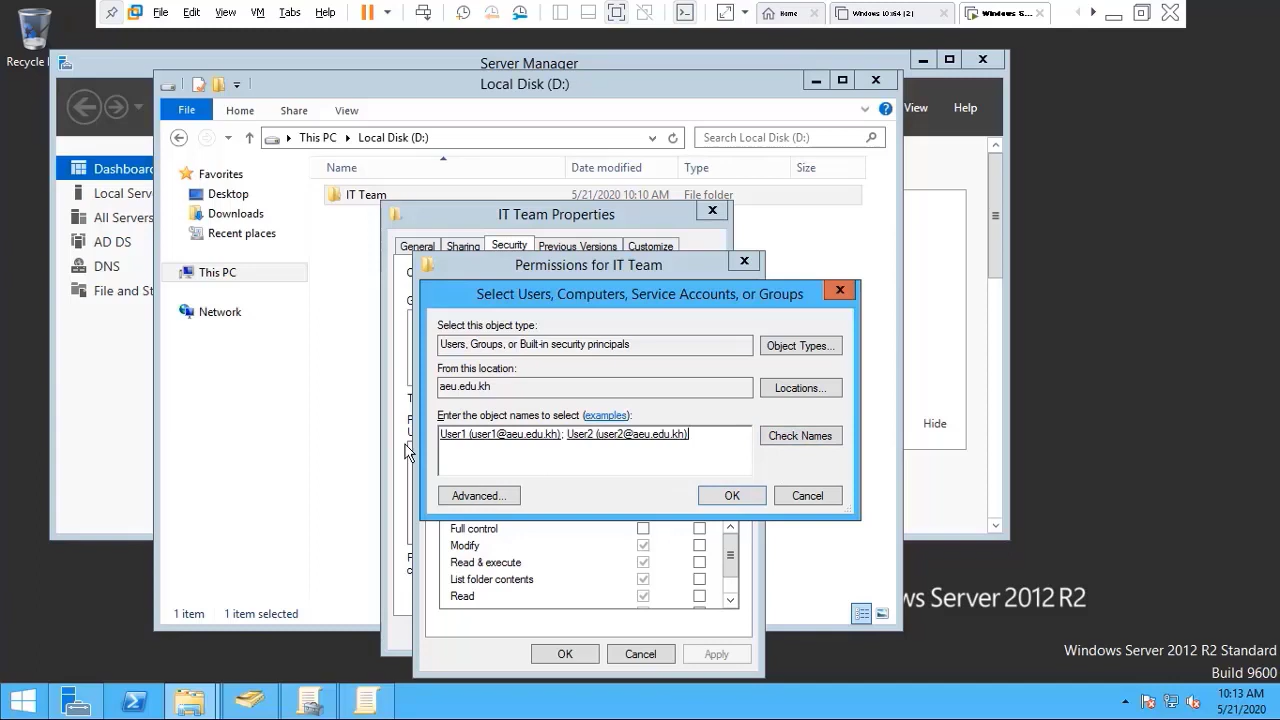 File Edit View VM Tabs Help
Home
Windows 10 x64 (2)
Windows S...
Recycle
Server Manager
Local Disk (D:)
File Home Share View
View Help
This PC Local Disk (D:)
Search Local Disk (D:)
Dashboard
Local Serv
All Servers
AD DS
DNS
File and St
Favorites
Desktop
Downloads
Recent places
This PC
Network
Name Date modified Type Size
IT Team 5/21/2020 10:10 AM File folder
IT Team Properties
General Sharing Security Previous Versions Customize
Permissions for IT Team
Select Users, Computers, Service Accounts, or Groups
Select this object type:
Users, Groups, or Built-in security principals
Object Types...
From this location:
aeu.edu.kh
Locations...
Enter the object names to select (examples):
User1 (user1@aeu.edu.kh); User2 (user2@aeu.edu.kh)
Check Names
Advanced...
OK
Cancel
Hide
Full control
Modify
Read & execute
List folder contents
Read
OK Cancel Apply
1 item 1 item selected
ws Server 2012 R2
Windows Server 2012 R2 Standard
Build 9600
10:13 AM
5/21/2020